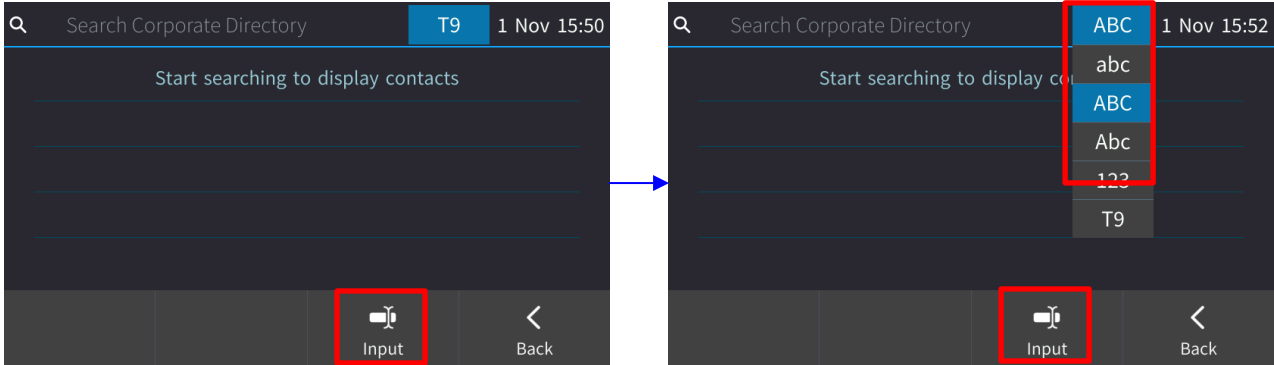 Search Corporate Directory T9 1 Nov 15:50
Start searching to display contacts
Input Back
Search Corporate Directory ABC 1 Nov 15:52
Start searching to display
abc
ABC
Abc
123
T9
Input Back